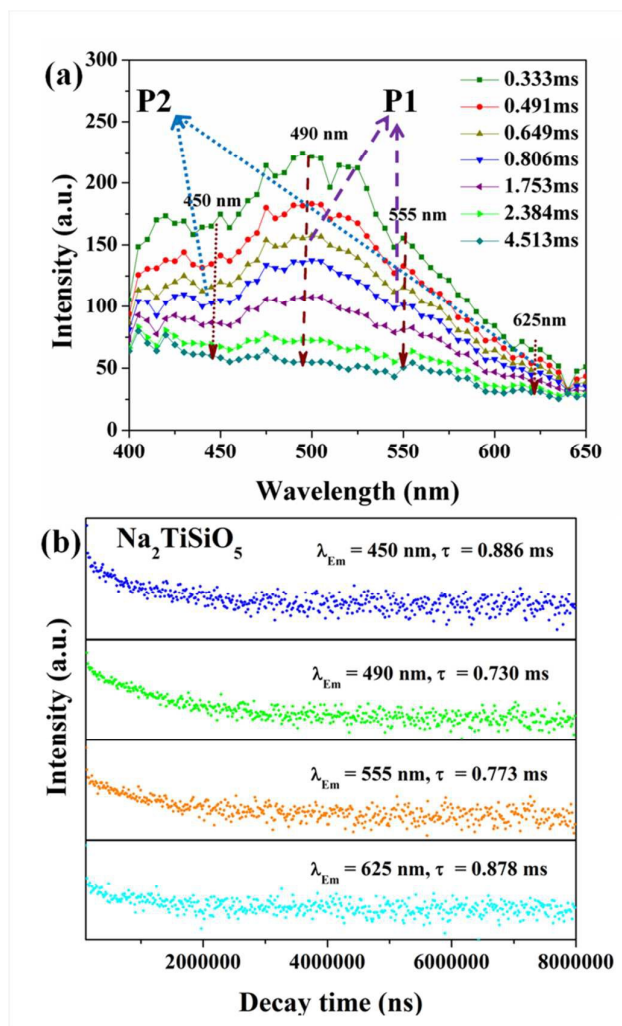 (a)
P2
P1
490 nm
450 nm
555 nm
625nm
0.333ms
0.491ms
0.649ms
0.806ms
1.753ms
2.384ms
4.513ms
300
250
200
150
100
50
0
Intensity (a.u.)
400 450 500 550 600 650
Wavelength (nm)
(b) Na₂TiSiO₅
λEm = 450 nm, τ = 0.886 ms
λEm = 490 nm, τ = 0.730 ms
λEm = 555 nm, τ = 0.773 ms
λEm = 625 nm, τ = 0.878 ms
Intensity (a.u.)
2000000 4000000 6000000 8000000
Decay time (ns)